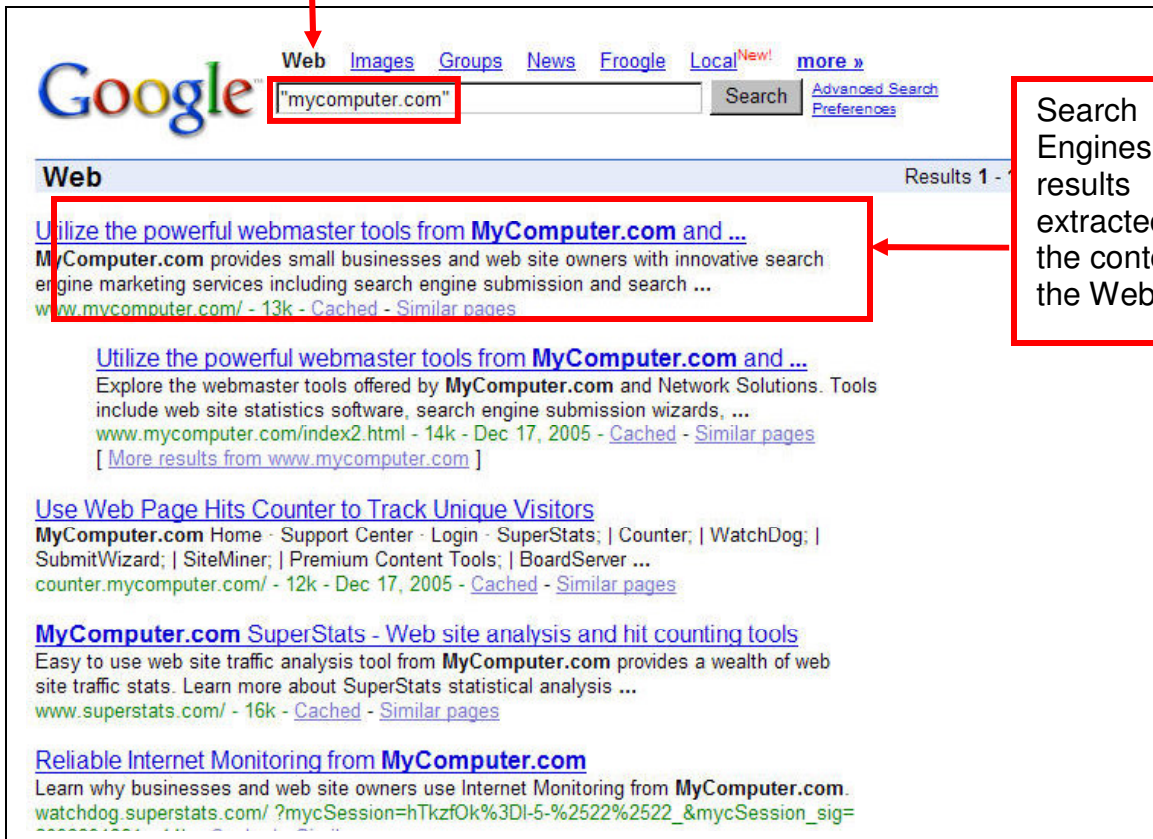 Google™
Web Images Groups News Froogle Local New! more »
"mycomputer.com" Search Advanced Search
Preferences
Web Results 1 -
Utilize the powerful webmaster tools from MyComputer.com and ...
MyComputer.com provides small businesses and web site owners with innovative search
engine marketing services including search engine submission and search ...
www.mycomputer.com/ - 13k - Cached - Similar pages
Utilize the powerful webmaster tools from MyComputer.com and ...
Explore the webmaster tools offered by MyComputer.com and Network Solutions. Tools
include web site statistics software, search engine submission wizards, ...
www.mycomputer.com/index2.html - 14k - Dec 17, 2005 - Cached - Similar pages
[ More results from www.mycomputer.com ]
Use Web Page Hits Counter to Track Unique Visitors
MyComputer.com Home · Support Center · Login · SuperStats; | Counter; | WatchDog; |
SubmitWizard; | SiteMiner; | Premium Content Tools; | BoardServer ...
counter.mycomputer.com/ - 12k - Dec 17, 2005 - Cached - Similar pages
MyComputer.com SuperStats - Web site analysis and hit counting tools
Easy to use web site traffic analysis tool from MyComputer.com provides a wealth of web
site traffic stats. Learn more about SuperStats statistical analysis ...
www.superstats.com/ - 16k - Cached - Similar pages
Reliable Internet Monitoring from MyComputer.com
Learn why businesses and web site owners use Internet Monitoring from MyComputer.com.
watchdog.superstats.com/ ?mycSession=hTkzfOk%3Dl-5-%2522%2522_&mycSession_sig=
Search
Engines
results
extracted
the
the Web